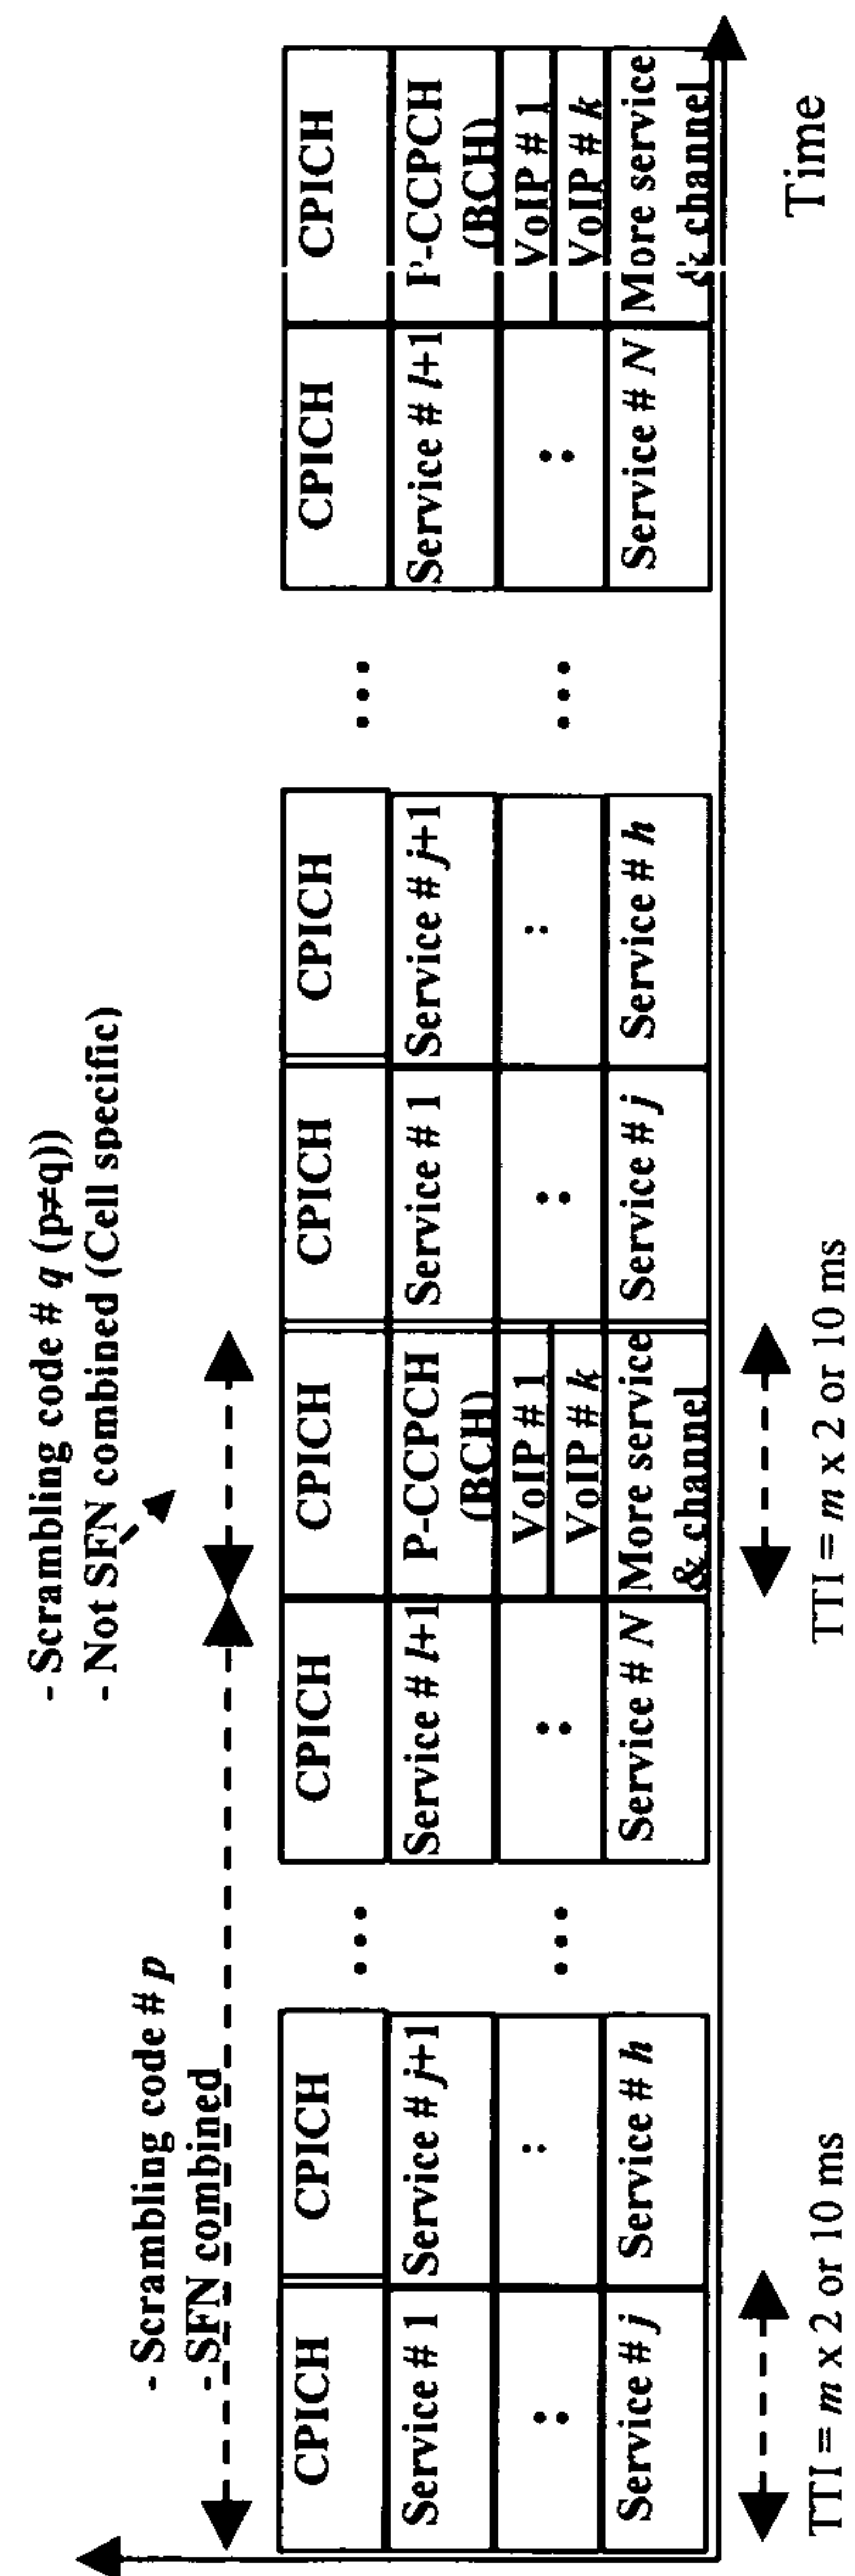 - Scrambling code # q (p≠q))
- Not SFN combined (Cell specific)
- Scrambling code # p
- SFN combined
CPICH
Service # 1
:
Service # j
CPICH
Service # j+1
:
Service # h
...
...
CPICH
Service # l+1
:
Service # N
CPICH
P-CCPCH
(BCH)
VoIP # 1
VoIP # k
More service
& channel
CPICH
Service # 1
:
Service # j
CPICH
Service # j+1
:
Service # h
...
...
CPICH
Service # l+1
:
Service # N
CPICH
P-CCPCH
(BCH)
VoIP # 1
VoIP # k
More service
& channel
Time
TTI = m x 2 or 10 ms
TTI = m x 2 or 10 ms